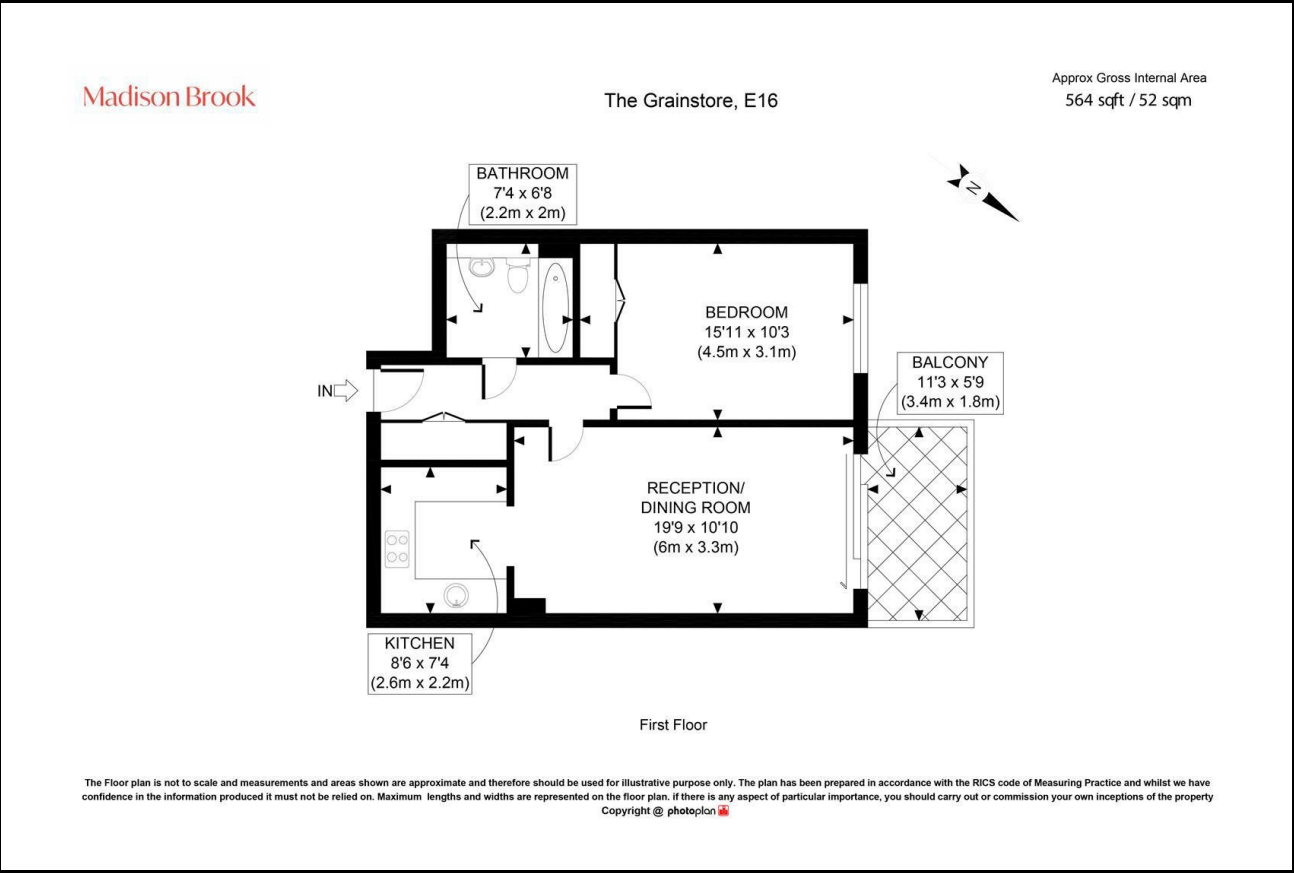 Madison Brook
The Grainstore, E16
Approx Gross Internal Area
564 sqft / 52 sqm
N
BATHROOM
7'4 x 6'8
(2.2m x 2m)
BEDROOM
15'11 x 10'3
(4.5m x 3.1m)
BALCONY
11'3 x 5'9
(3.4m x 1.8m)
IN
RECEPTION/
DINING ROOM
19'9 x 10'10
(6m x 3.3m)
KITCHEN
8'6 x 7'4
(2.6m x 2.2m)
First Floor
The Floor plan is not to scale and measurements and areas shown are approximate and therefore should be used for illustrative purpose only. The plan has been prepared in accordance with the RICS code of Measuring Practice and whilst we have
confidence in the information produced it must not be relied on. Maximum lengths and widths are represented on the floor plan. if there is any aspect of particular importance, you should carry out or commission your own inceptions of the property
Copyright @ photoplan